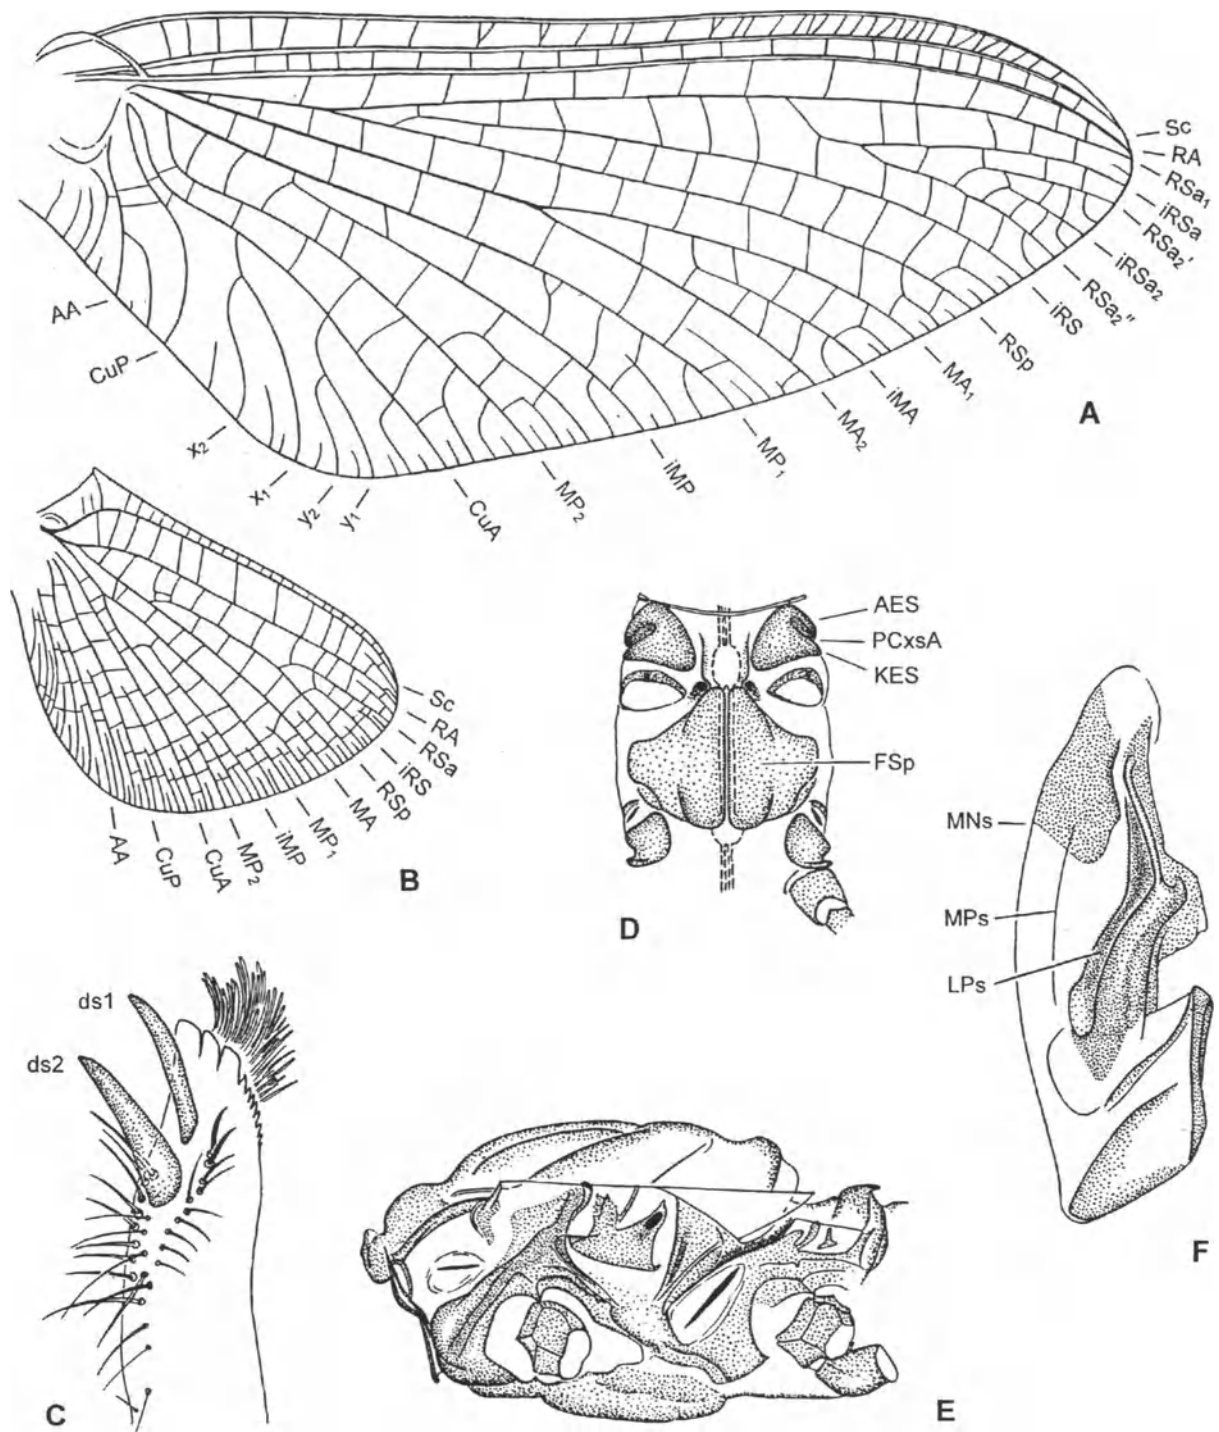 Sc
RA
RSa₁
iRSa
RSa₂′
iRSa₂
RSa₂″
iRS
RSp
MA₁
iMA
MA₂
MP₁
iMP
MP₂
CuA
y₁
y₂
x₁
x₂
CuP
AA
A
Sc
RA
RSa
iRS
RSp
MA
MP₁
iMP
MP₂
CuA
CuP
AA
B
AES
PCxsA
KES
FSp
D
MNs
MPs
LPs
F
ds1
ds2
C
E